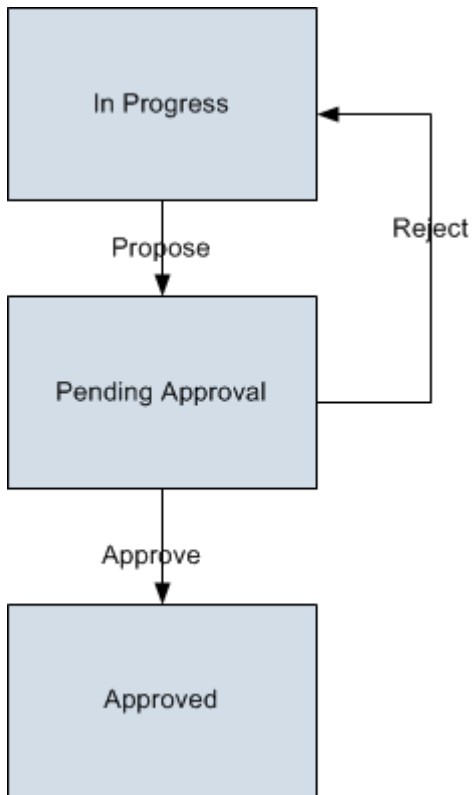 In Progress
Propose
Reject
Pending Approval
Approve
Approved